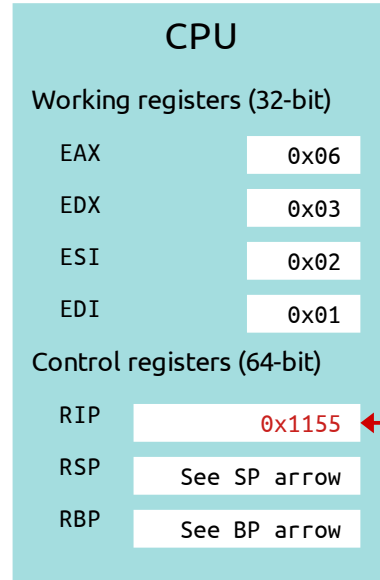 CPU
Working registers (32-bit)
EAX 0x06
EDX 0x03
ESI 0x02
EDI 0x01
Control registers (64-bit)
RIP 0x1155
RSP See SP arrow
RBP See BP arrow